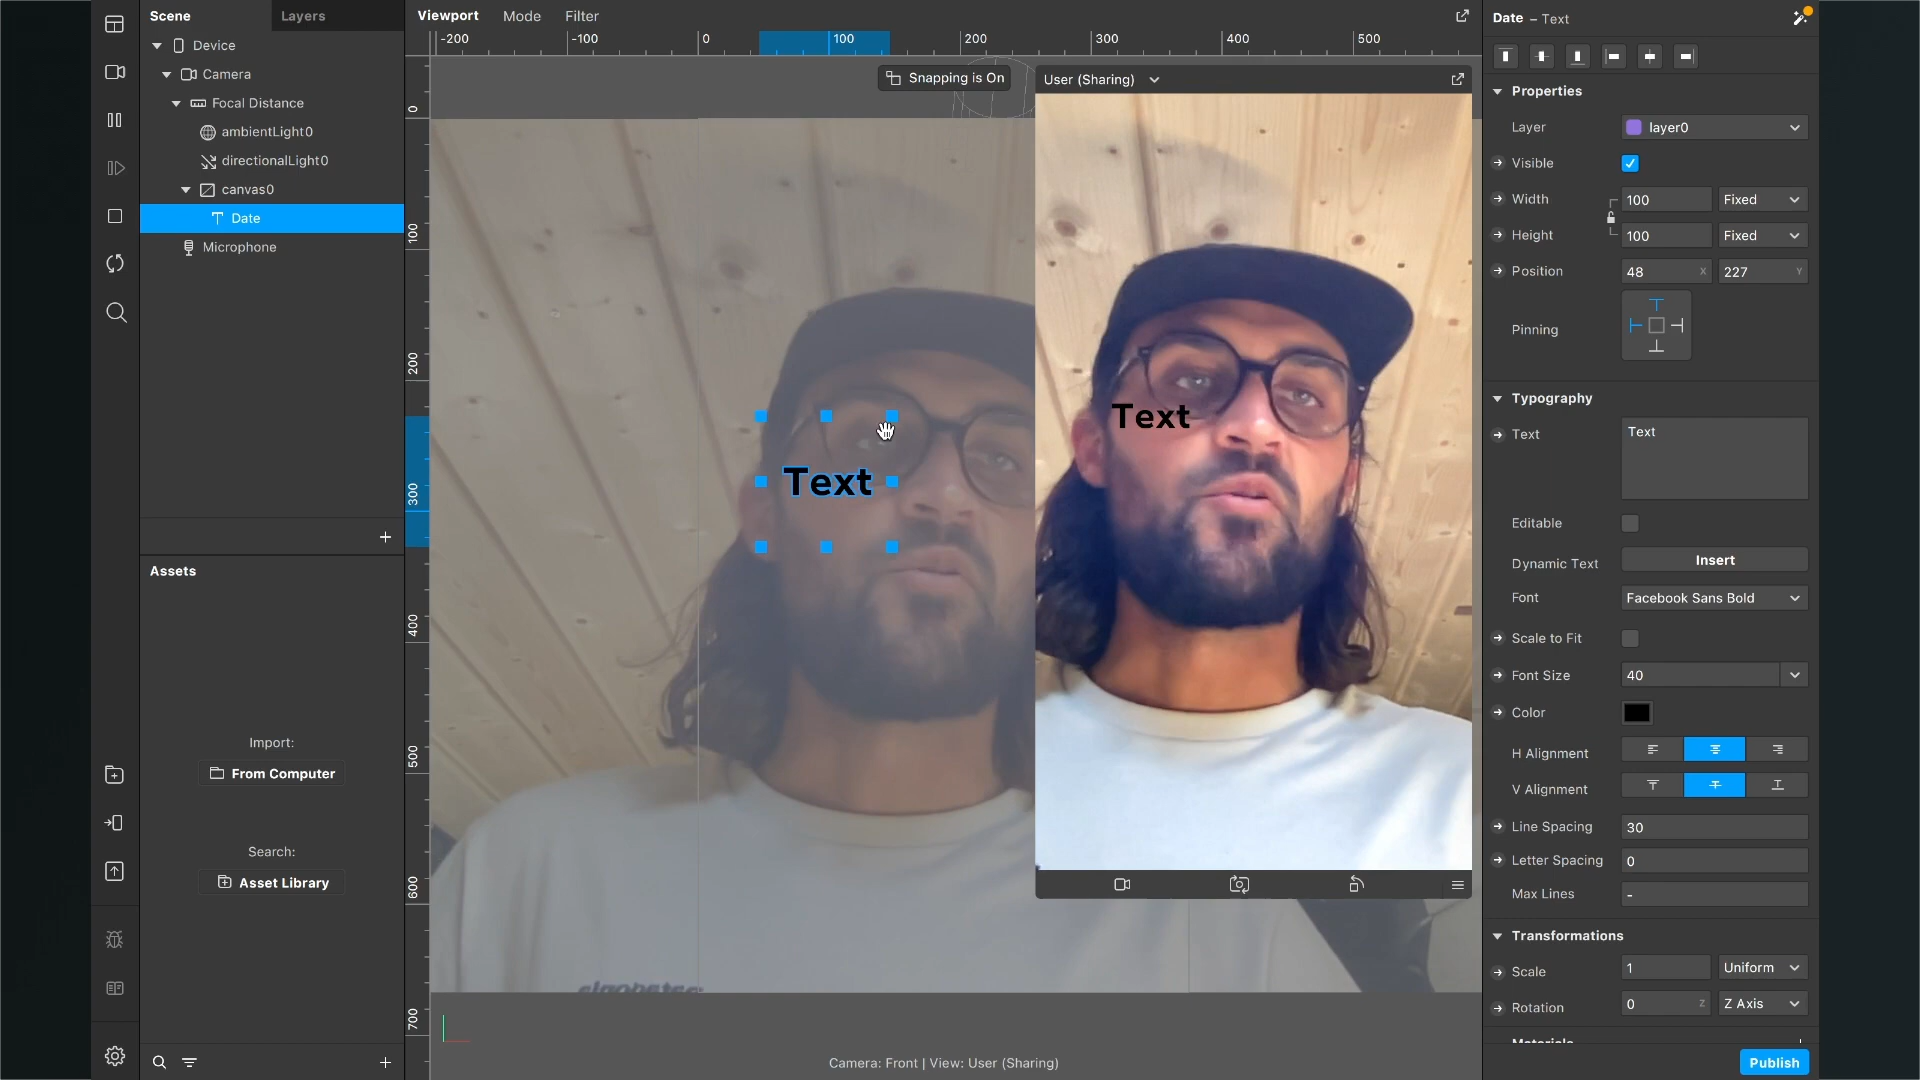 Scene
Layers
Device
Camera
Focal Distance
ambientLight0
directionalLight0
canvas0
Date
Microphone
Assets
Import:
From Computer
Search:
Asset Library
Viewport Mode Filter
-200 -100 0 100 200 300 400 500
0
100
200
300
400
500
600
700
Snapping is On
User (Sharing)
Text
Text
Camera: Front | View: User (Sharing)
Date – Text
Properties
Layer layer0
Visible
Width 100 Fixed
Height 100 Fixed
Position 48 X 227 Y
Pinning
Typography
Text Text
Editable
Dynamic Text Insert
Font Facebook Sans Bold
Scale to Fit
Font Size 40
Color
H Alignment
V Alignment
Line Spacing 30
Letter Spacing 0
Max Lines -
Transformations
Scale 1 Uniform
Rotation 0 Z Z Axis
Materials
Publish